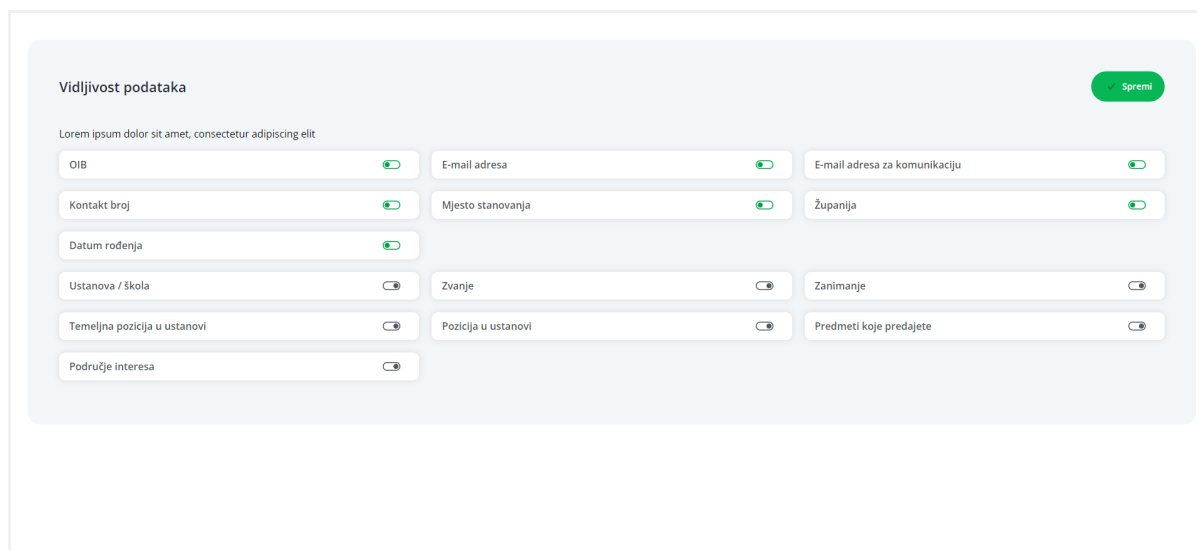 Vidljivost podataka
Spremi
Lorem ipsum dolor sit amet, consectetur adipiscing elit
OIB
E-mail adresa
E-mail adresa za komunikaciju
Kontakt broj
Mjesto stanovanja
Županija
Datum rođenja
Ustanova / škola
Zvanje
Zanimanje
Temeljna pozicija u ustanovi
Pozicija u ustanovi
Predmeti koje predajete
Područje interesa